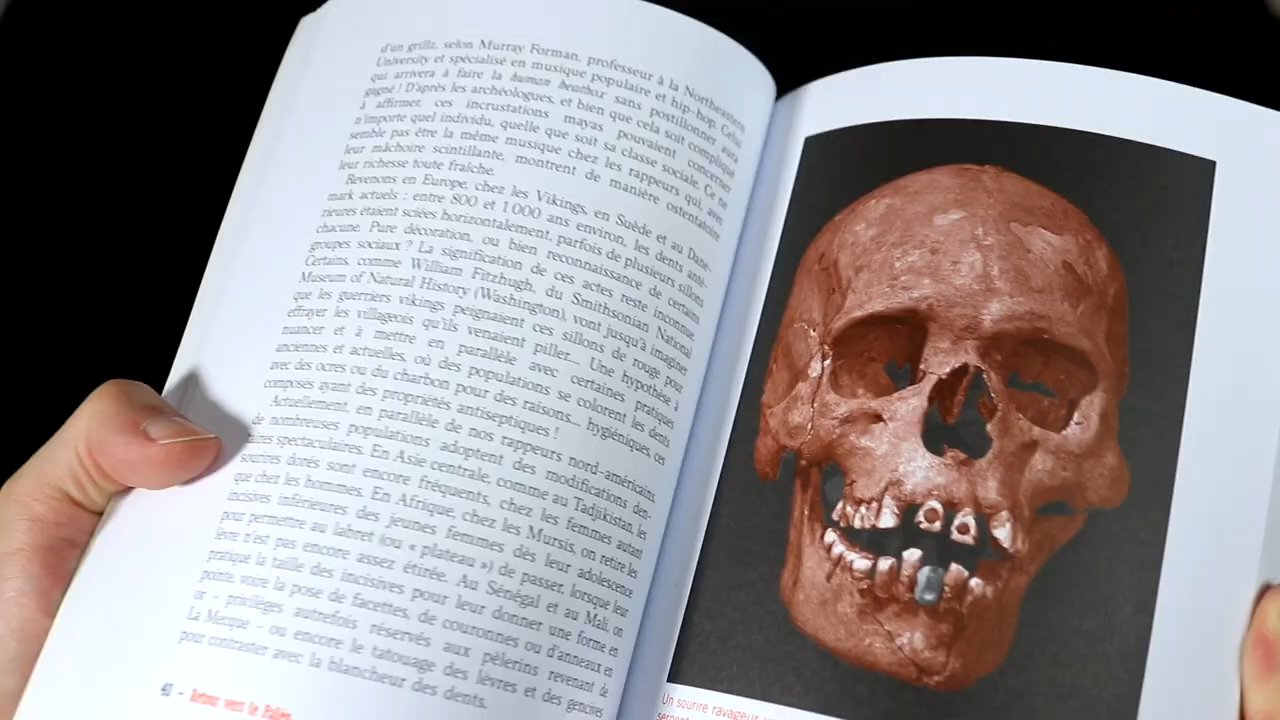 d'un grillz, selon Murray Forman, professeur à la Northeastern
University et spécialisé en musique populaire et hip-hop. Celui
qui arrivera à faire la human beatbox sans postillonner aura
gagné ! D'après les archéologues, et bien que cela soit compliqué
à affirmer, ces incrustations mayas pouvaient concerner
n'importe quel individu, quelle que soit sa classe sociale. Ce ne
semble pas être la même musique chez les rappeurs qui, avec
leur mâchoire scintillante, montrent de manière ostentatoire
leur richesse toute fraîche.
Revenons en Europe, chez les Vikings, en Suède et au Dane-
mark actuels : entre 800 et 1 000 ans environ, les dents anté-
rieures étaient sciées horizontalement, parfois de plusieurs sillons
chacune. Pure décoration, ou bien reconnaissance de certains
groupes sociaux ? La signification de ces actes reste inconnue.
Certains, comme William Fitzhugh, du Smithsonian National
Museum of Natural History (Washington), vont jusqu'à imaginer
que les guerriers vikings peignaient ces sillons de rouge pour
effrayer les villageois qu'ils venaient piller... Une hypothèse à
nuancer et à mettre en parallèle avec certaines pratiques
anciennes et actuelles, où des populations se colorent les dents
avec des ocres ou du charbon pour des raisons... hygiéniques, ces
composés ayant des propriétés antiseptiques !
Actuellement, en parallèle de nos rappeurs nord-américains,
de nombreuses populations adoptent des modifications den-
taires spectaculaires. En Asie centrale, comme au Tadjikistan, les
sourires dorés sont encore fréquents, chez les femmes autant
que chez les hommes. En Afrique, chez les Mursis, on retire les
incisives inférieures des jeunes femmes dès leur adolescence
pour permettre au labret (ou « plateau ») de passer, lorsque leur
lèvre n'est pas encore assez étirée. Au Sénégal et au Mali, on
pratique la taille des incisives pour leur donner une forme en
pointe, voire la pose de facettes, de couronnes ou d'anneaux en
or – privilèges autrefois réservés aux pèlerins revenant de
La Mecque – ou encore le tatouage des lèvres et des gencives
pour contraster avec la blancheur des dents.
40 – Retour vers le Paléo
Un sourire ravageur